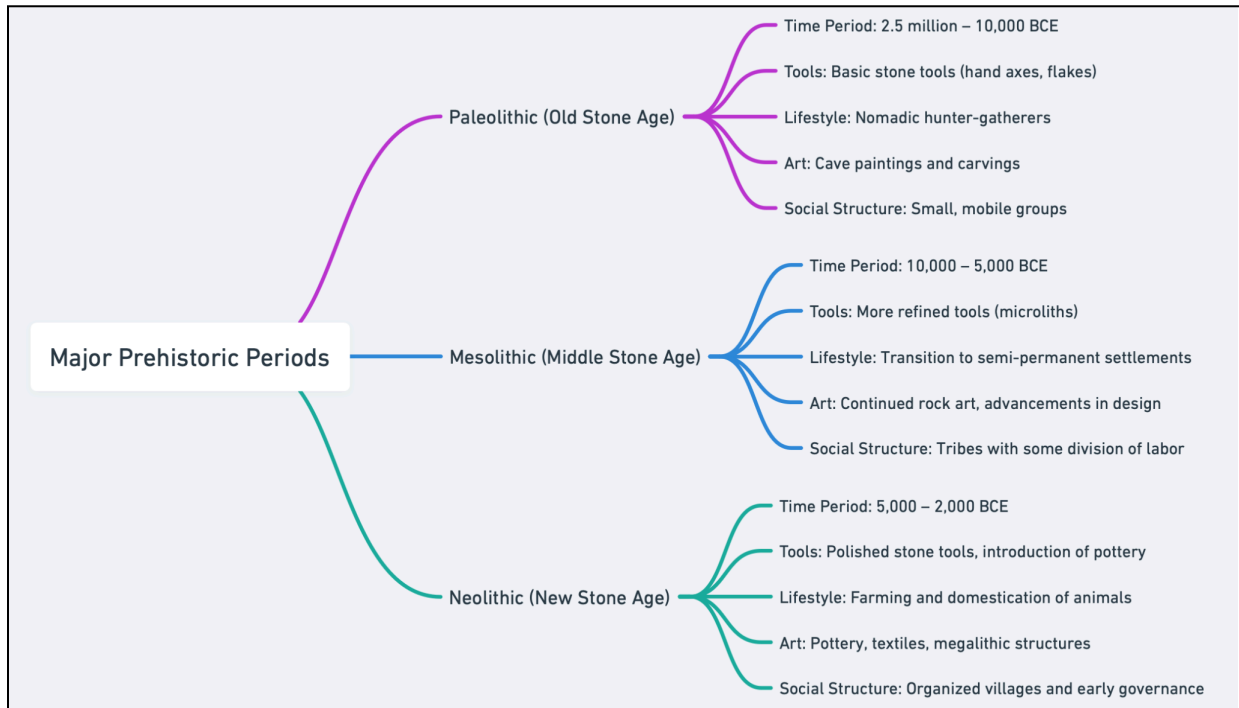 Major Prehistoric Periods
Paleolithic (Old Stone Age)
Time Period: 2.5 million – 10,000 BCE
Tools: Basic stone tools (hand axes, flakes)
Lifestyle: Nomadic hunter-gatherers
Art: Cave paintings and carvings
Social Structure: Small, mobile groups
Mesolithic (Middle Stone Age)
Time Period: 10,000 – 5,000 BCE
Tools: More refined tools (microliths)
Lifestyle: Transition to semi-permanent settlements
Art: Continued rock art, advancements in design
Social Structure: Tribes with some division of labor
Neolithic (New Stone Age)
Time Period: 5,000 – 2,000 BCE
Tools: Polished stone tools, introduction of pottery
Lifestyle: Farming and domestication of animals
Art: Pottery, textiles, megalithic structures
Social Structure: Organized villages and early governance